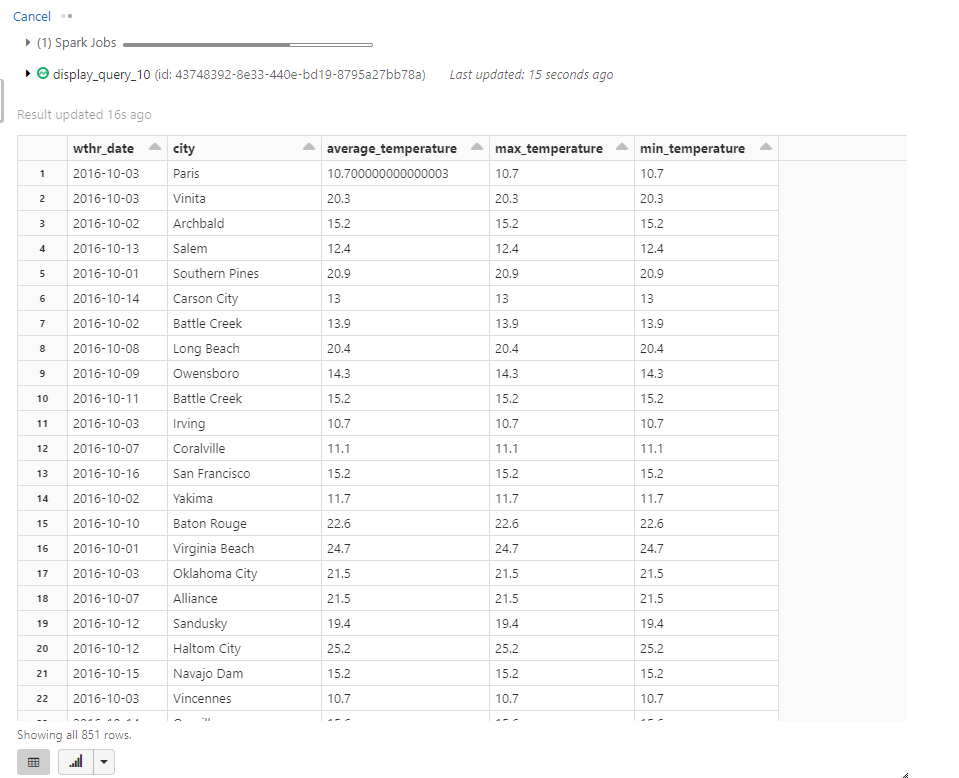 Cancel
(1) Spark Jobs
display_query_10 (id: 43748392-8e33-440e-bd19-8795a27bb78a) Last updated: 15 seconds ago
Result updated 16s ago
wthr_date city average_temperature max_temperature min_temperature
1 2016-10-03 Paris 10.700000000000003 10.7 10.7
2 2016-10-03 Vinita 20.3 20.3 20.3
3 2016-10-02 Archbald 15.2 15.2 15.2
4 2016-10-13 Salem 12.4 12.4 12.4
5 2016-10-01 Southern Pines 20.9 20.9 20.9
6 2016-10-14 Carson City 13 13 13
7 2016-10-02 Battle Creek 13.9 13.9 13.9
8 2016-10-08 Long Beach 20.4 20.4 20.4
9 2016-10-09 Owensboro 14.3 14.3 14.3
10 2016-10-11 Battle Creek 15.2 15.2 15.2
11 2016-10-03 Irving 10.7 10.7 10.7
12 2016-10-07 Coralville 11.1 11.1 11.1
13 2016-10-16 San Francisco 15.2 15.2 15.2
14 2016-10-02 Yakima 11.7 11.7 11.7
15 2016-10-10 Baton Rouge 22.6 22.6 22.6
16 2016-10-01 Virginia Beach 24.7 24.7 24.7
17 2016-10-03 Oklahoma City 21.5 21.5 21.5
18 2016-10-07 Alliance 21.5 21.5 21.5
19 2016-10-12 Sandusky 19.4 19.4 19.4
20 2016-10-12 Haltom City 25.2 25.2 25.2
21 2016-10-15 Navajo Dam 15.2 15.2 15.2
22 2016-10-03 Vincennes 10.7 10.7 10.7
Showing all 851 rows.